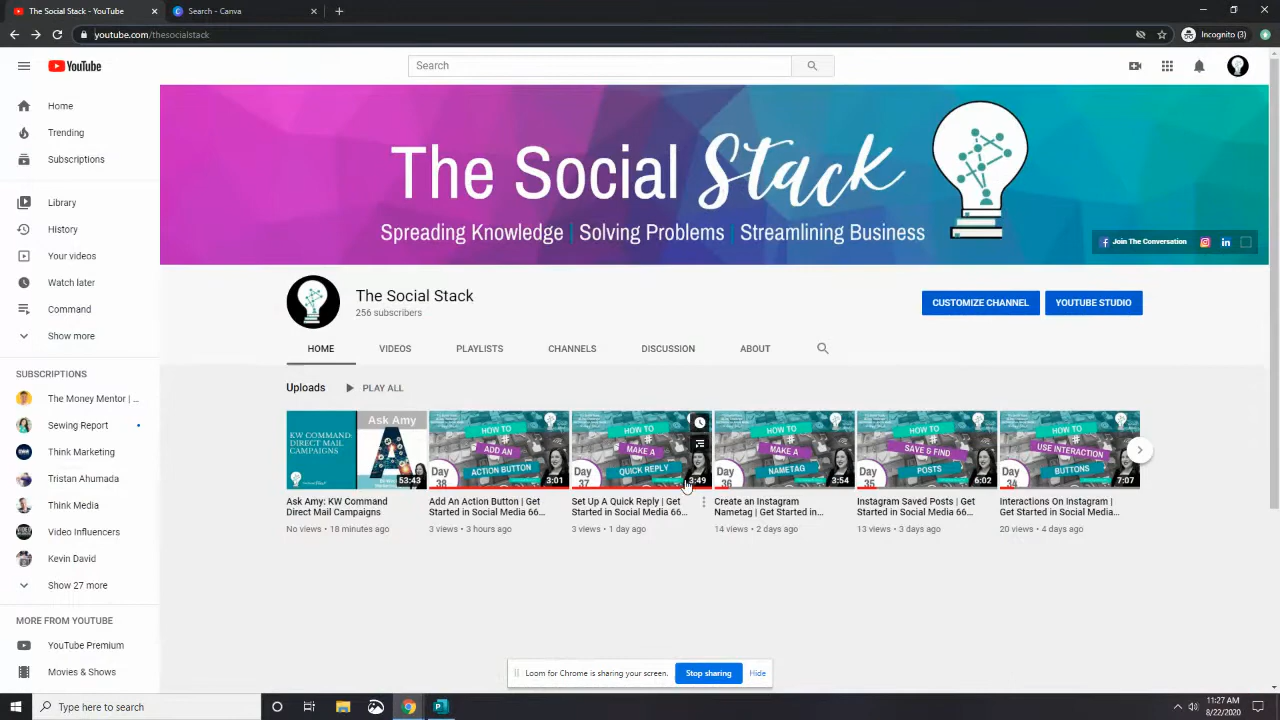 The Social Stack - YouTube
Search - Canva
youtube.com/thesocialstack
Incognito (3)
YouTube
Search
Home
Trending
Subscriptions
Library
History
Your videos
Watch later
Command
Show more
SUBSCRIPTIONS
The Money Mentor | ...
Sewing Report
Think Marketing
Tristan Ahumada
Think Media
Video Influencers
Kevin David
Show 27 more
MORE FROM YOUTUBE
YouTube Premium
Movies & Shows
The Social Stack
Spreading Knowledge | Solving Problems | Streamlining Business
Join The Conversation
The Social Stack
256 subscribers
CUSTOMIZE CHANNEL
YOUTUBE STUDIO
HOME
VIDEOS
PLAYLISTS
CHANNELS
DISCUSSION
ABOUT
Uploads
PLAY ALL
KW COMMAND:
DIRECT MAIL
CAMPAIGNS
Ask Amy
53:43
Ask Amy: KW Command
Direct Mail Campaigns
No views • 18 minutes ago
HOW TO
ADD AN
ACTION BUTTON
Day
38
3:01
Add An Action Button | Get
Started in Social Media 66...
3 views • 3 hours ago
HOW TO
MAKE A
QUICK REPLY
Day
37
3:49
Set Up A Quick Reply | Get
Started in Social Media 66...
3 views • 1 day ago
HOW TO
MAKE A
NAMETAG
Day
36
3:54
Create an Instagram
Nametag | Get Started in...
14 views • 2 days ago
HOW TO
SAVE & FIND
POSTS
Day
35
6:02
Instagram Saved Posts | Get
Started in Social Media 66...
13 views • 3 days ago
HOW TO
USE INTERACTION
BUTTONS
Day
34
7:07
Interactions On Instagram |
Get Started in Social Media...
20 views • 4 days ago
Loom for Chrome is sharing your screen.
Stop sharing
Hide
Type here to search
11:27 AM
8/22/2020